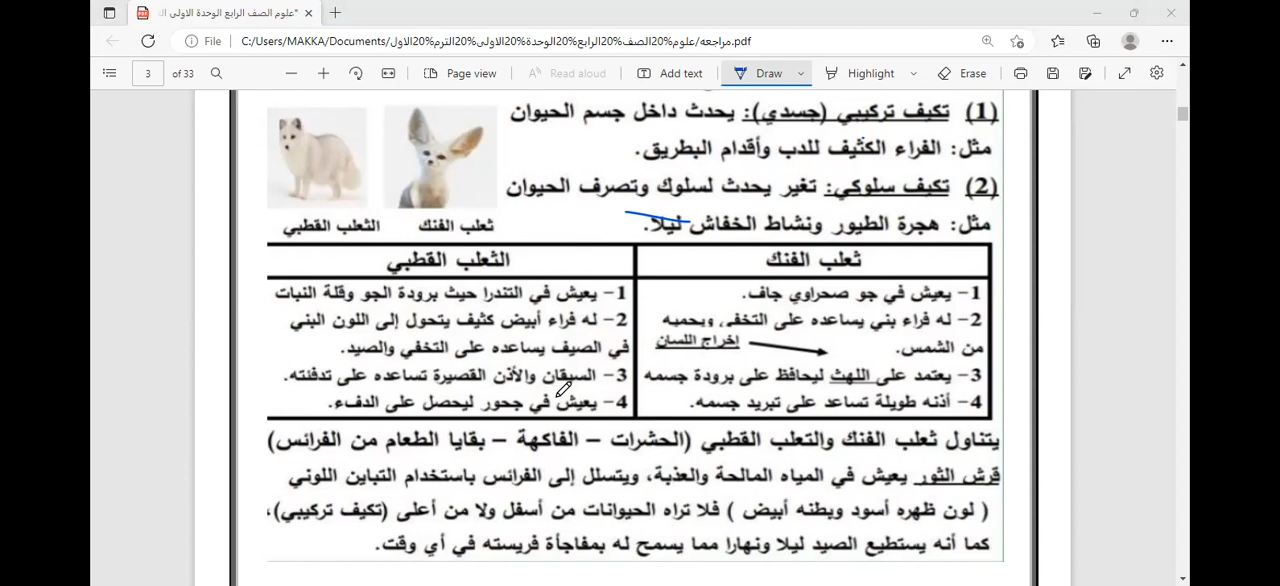 *علوم الصف الرابع الوحدة الاولى ال
File
C:/Users/MAKKA/Documents/مراجعه/علوم%20الصف%20الرابع%20الوحدة%20الاولى%20الترم%20الاول.pdf
3 of 33
Page view
Read aloud
Add text
Draw
Highlight
Erase
(1) تكيف تركيبي (جسدي): يحدث داخل جسم الحيوان
مثل: الفراء الكثيف للدب وأقدام البطريق.
(2) تكيف سلوكي: تغير يحدث لسلوك وتصرف الحيوان
مثل: هجرة الطيور ونشاط الخفاش ليلا.
ثعلب الفنك
الثعلب القطبي
ثعلب الفنك
1- يعيش في جو صحراوي جاف.
2- له فراء بني يساعده على التخفي ويحميه
من الشمس.
إخراج اللسان
3- يعتمد على اللهث ليحافظ على برودة جسمه
4- أذنه طويلة تساعد على تبريد جسمه.
الثعلب القطبي
1- يعيش في التندرا حيث برودة الجو وقلة النبات
2- له فراء أبيض كثيف يتحول إلى اللون البني
في الصيف يساعده على التخفي والصيد.
3- السيقان والأذن القصيرة تساعده على تدفئته.
4- يعيش في جحور ليحصل على الدفء.
يتناول ثعلب الفنك والثعلب القطبي (الحشرات – الفاكهة – بقايا الطعام من الفرائس)
قرش الثور يعيش في المياه المالحة والعذبة، ويتسلل إلى الفرائس باستخدام التباين اللوني
( لون ظهره أسود وبطنه أبيض ) فلا تراه الحيوانات من أسفل ولا من أعلى (تكيف تركيبي)،
كما أنه يستطيع الصيد ليلا ونهارا مما يسمح له بمفاجأة فريسته في أي وقت.